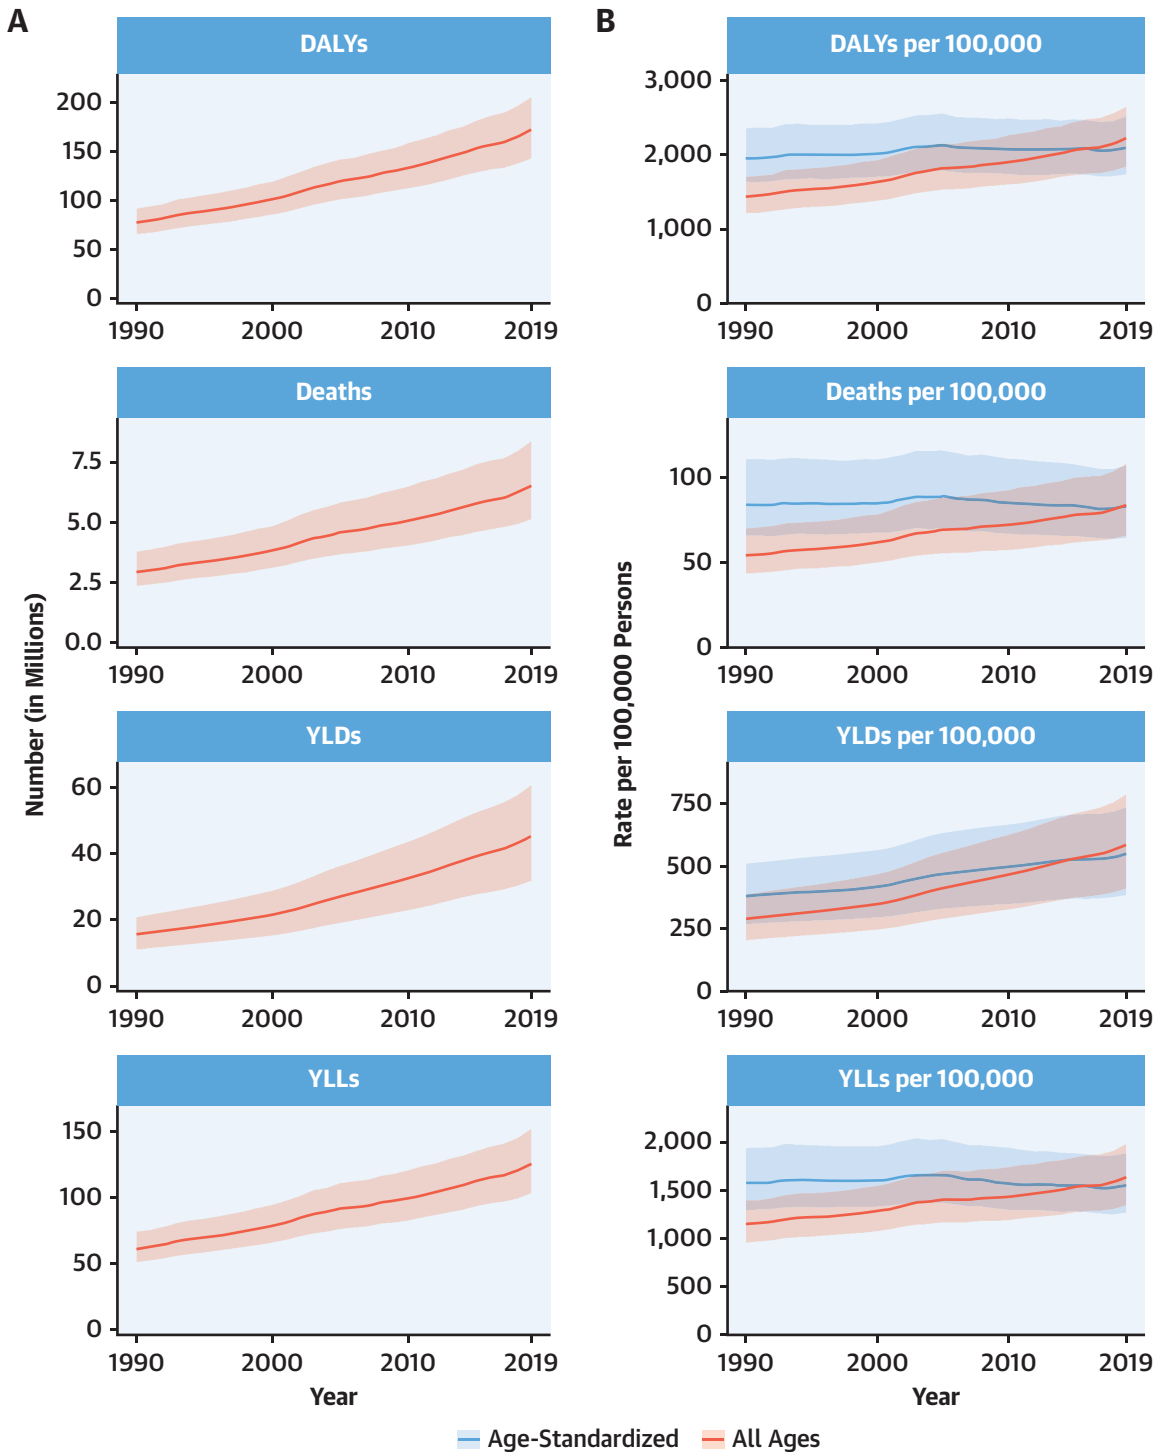 A
DALYs
200
150
100
50
0
1990 2000 2010 2019
Deaths
7.5
5.0
2.5
0.0
1990 2000 2010 2019
YLDs
60
40
20
0
1990 2000 2010 2019
YLLs
150
100
50
0
1990 2000 2010 2019
Year
Number (in Millions)
B
DALYs per 100,000
3,000
2,000
1,000
0
1990 2000 2010 2019
Deaths per 100,000
100
50
0
1990 2000 2010 2019
YLDs per 100,000
750
500
250
0
1990 2000 2010 2019
YLLs per 100,000
2,000
1,500
1,000
500
0
1990 2000 2010 2019
Year
Rate per 100,000 Persons
Age-Standardized All Ages